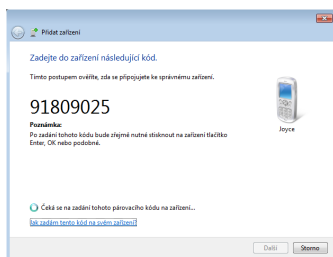 Přidat zařízení
Zadejte do zařízení následující kód.
Tímto postupem ověříte, zda se připojujete ke správnému zařízení.
91809025
Poznámka:
Po zadání tohoto kódu bude zřejmě nutné stisknout na zařízení tlačítko
Enter, OK nebo podobné.
Joyce
Čeká se na zadání tohoto párovacího kódu na zařízení...
Jak zadám tento kód na svém zařízení?
Další
Storno